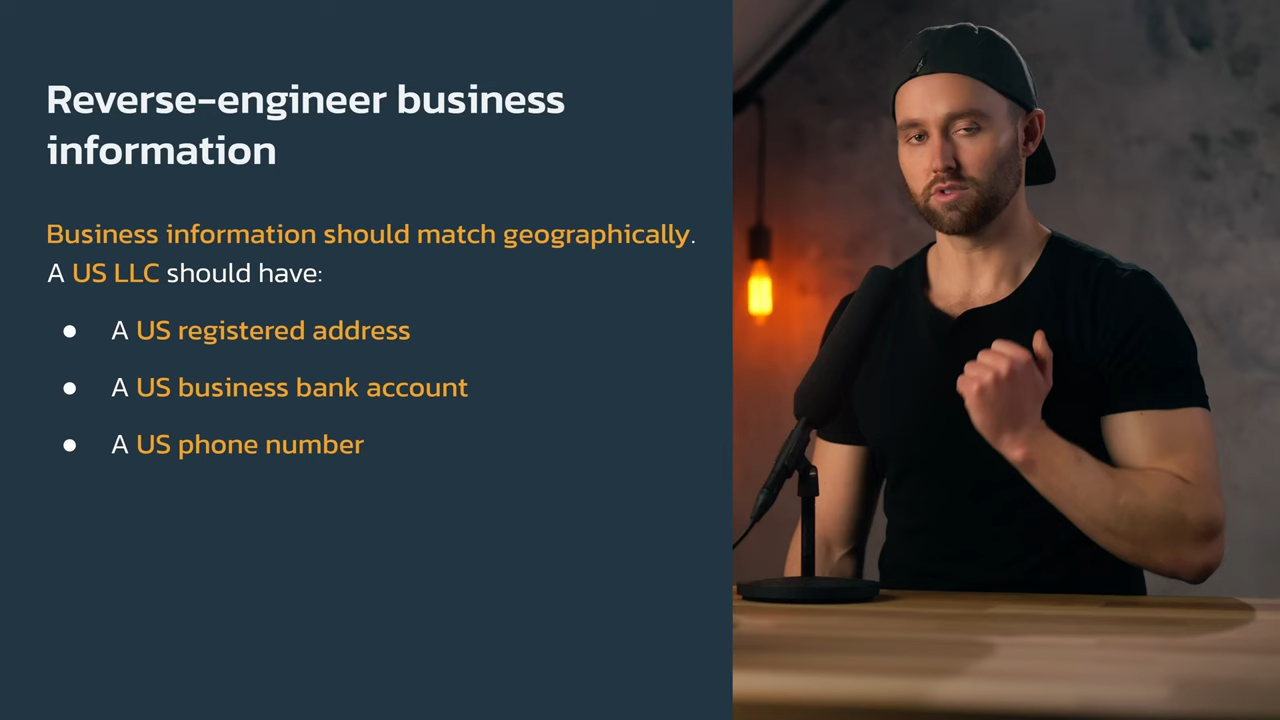 Reverse-engineer business
information
Business information should match geographically.
A US LLC should have:
● A US registered address
● A US business bank account
● A US phone number